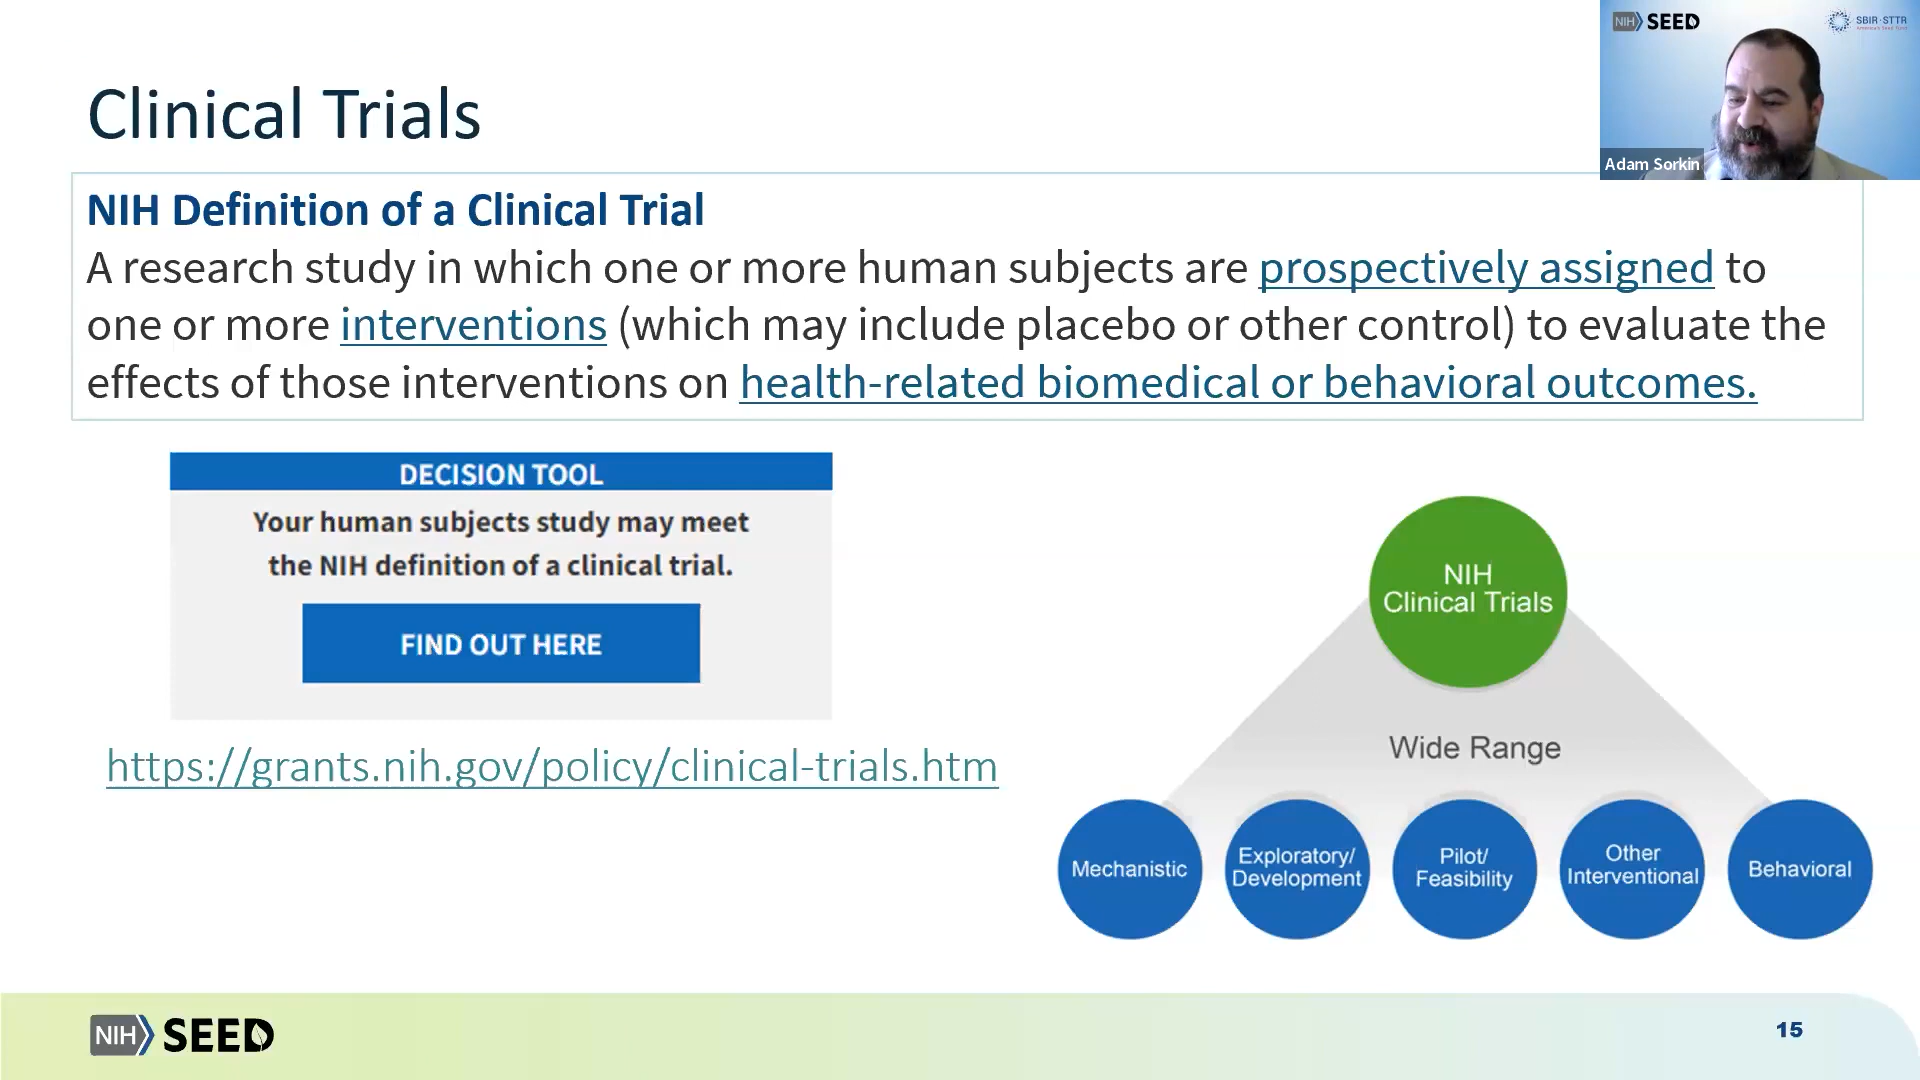 NIH SEED
SBIR·STTR
Adam Sorkin
Clinical Trials
NIH Definition of a Clinical Trial
A research study in which one or more human subjects are prospectively assigned to
one or more interventions (which may include placebo or other control) to evaluate the
effects of those interventions on health-related biomedical or behavioral outcomes.
DECISION TOOL
Your human subjects study may meet
the NIH definition of a clinical trial.
FIND OUT HERE
https://grants.nih.gov/policy/clinical-trials.htm
NIH
Clinical Trials
Wide Range
Mechanistic
Exploratory/
Development
Pilot/
Feasibility
Other
Interventional
Behavioral
NIH SEED
15